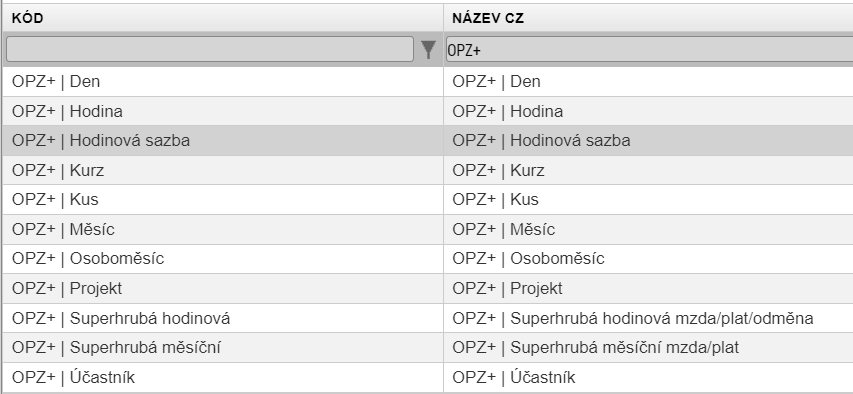 KÓD NÁZEV CZ
OPZ+
OPZ+ | Den OPZ+ | Den
OPZ+ | Hodina OPZ+ | Hodina
OPZ+ | Hodinová sazba OPZ+ | Hodinová sazba
OPZ+ | Kurz OPZ+ | Kurz
OPZ+ | Kus OPZ+ | Kus
OPZ+ | Měsíc OPZ+ | Měsíc
OPZ+ | Osoboměsíc OPZ+ | Osoboměsíc
OPZ+ | Projekt OPZ+ | Projekt
OPZ+ | Superhrubá hodinová OPZ+ | Superhrubá hodinová mzda/plat/odměna
OPZ+ | Superhrubá měsíční OPZ+ | Superhrubá měsíční mzda/plat
OPZ+ | Účastník OPZ+ | Účastník